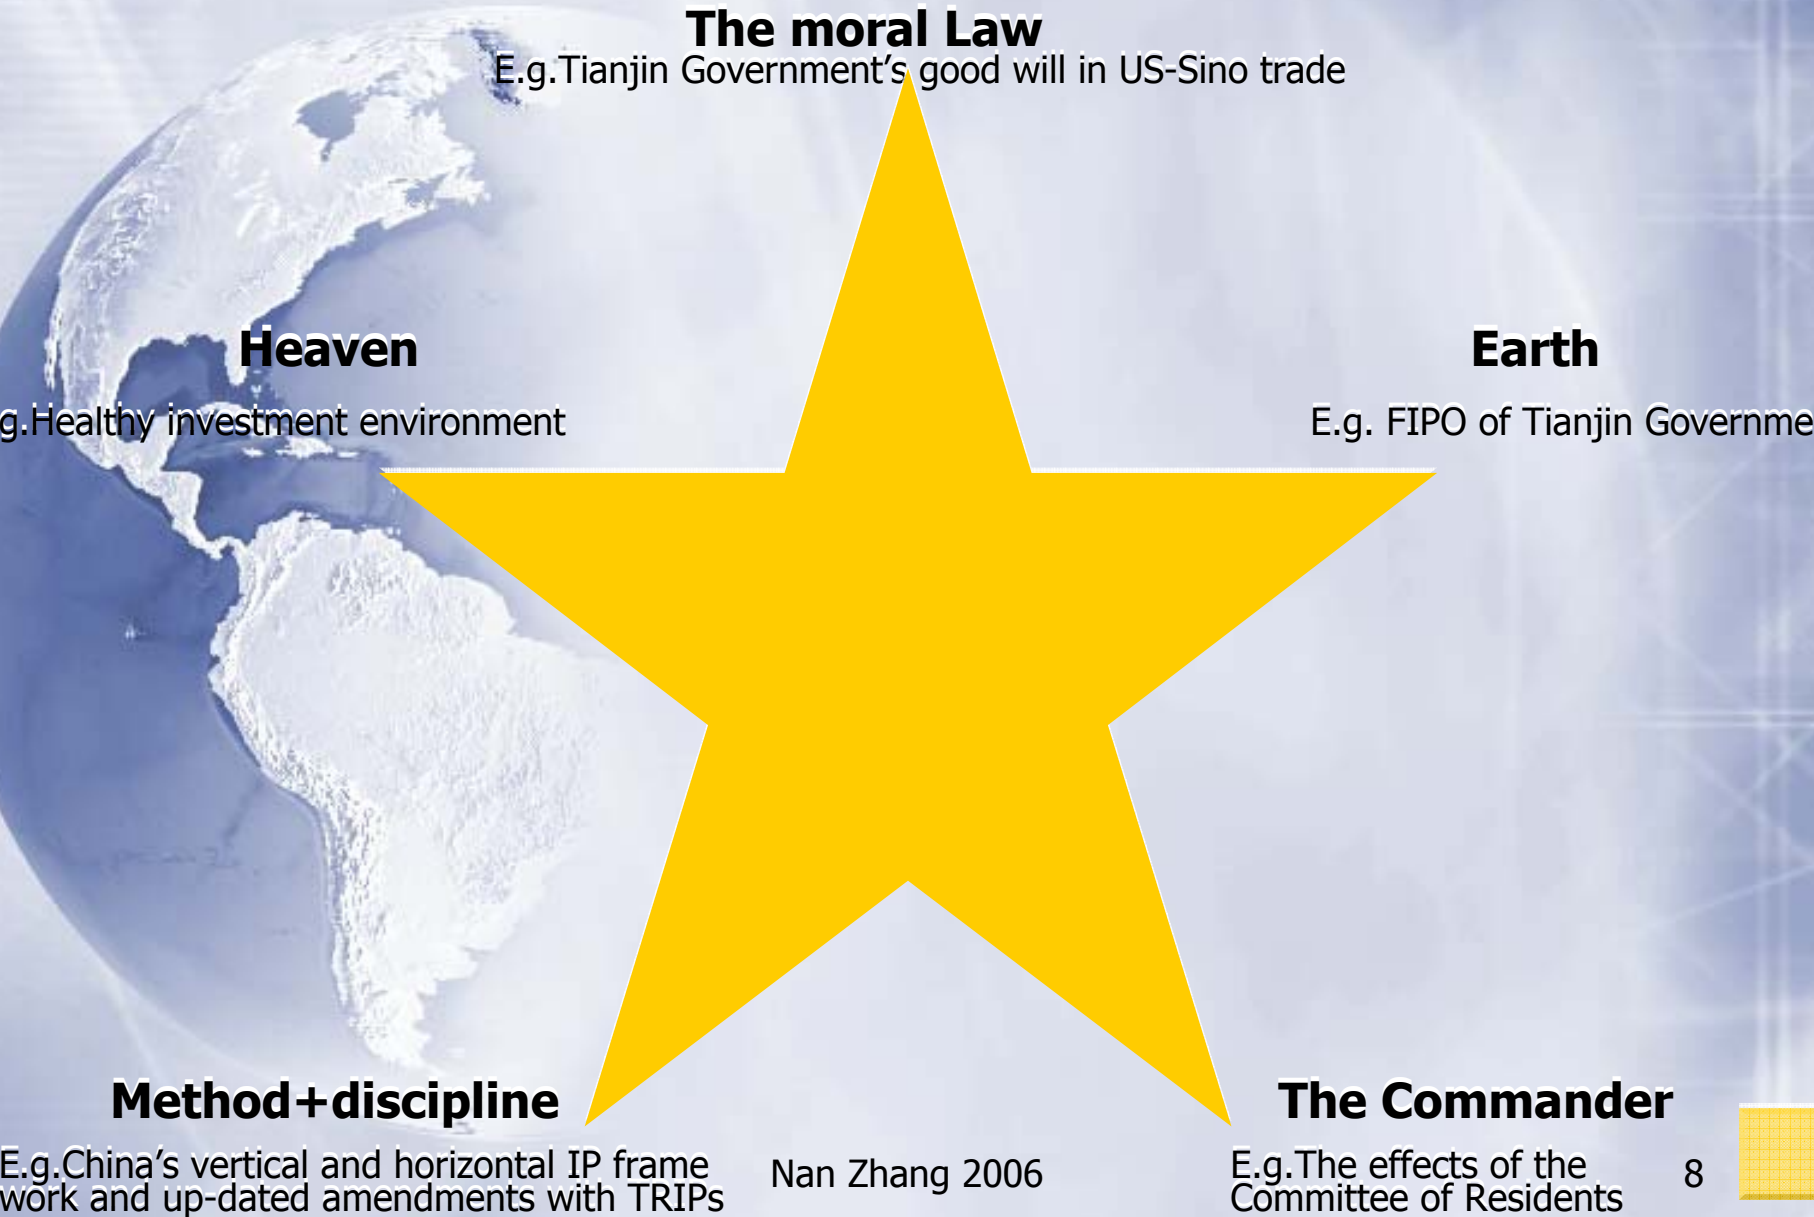 The moral Law
E.g.Tianjin Government's good will in US-Sino trade
Heaven
g.Healthy investment environment
Earth
E.g. FIPO of Tianjin Governme
Method+discipline
E.g.China's vertical and horizontal IP frame
work and up-dated amendments with TRIPs
Nan Zhang 2006
The Commander
E.g.The effects of the
Committee of Residents
8